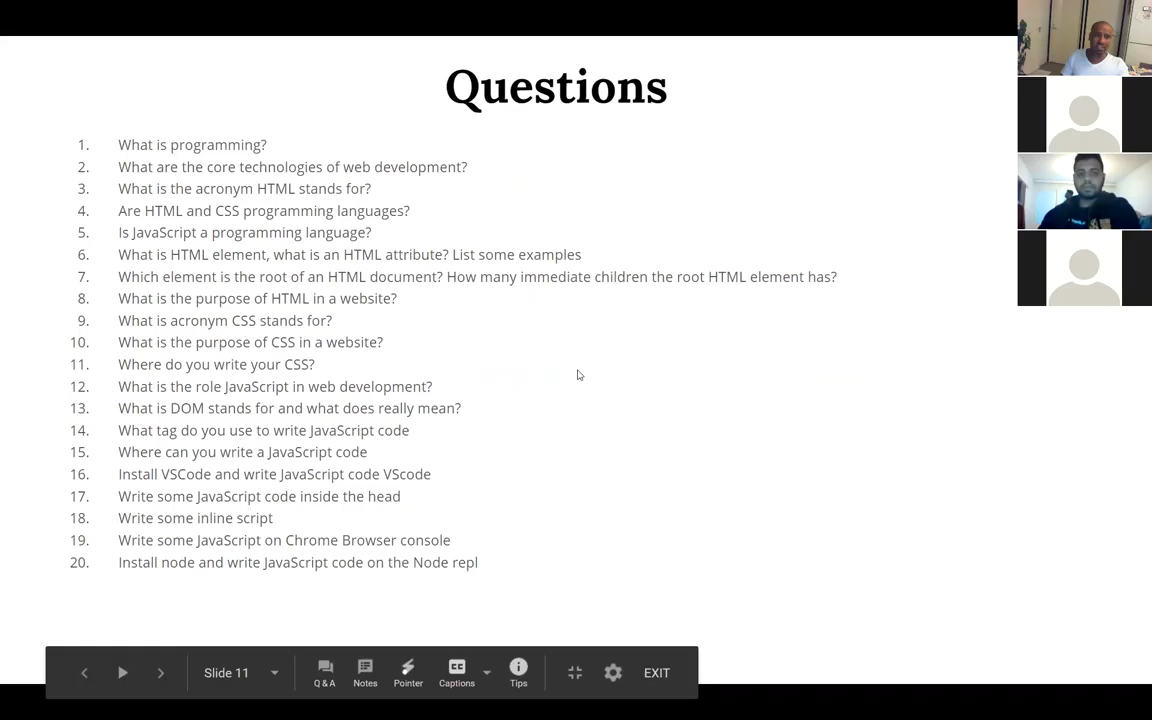 Questions
1. What is programming?
2. What are the core technologies of web development?
3. What is the acronym HTML stands for?
4. Are HTML and CSS programming languages?
5. Is JavaScript a programming language?
6. What is HTML element, what is an HTML attribute? List some examples
7. Which element is the root of an HTML document? How many immediate children the root HTML element has?
8. What is the purpose of HTML in a website?
9. What is acronym CSS stands for?
10. What is the purpose of CSS in a website?
11. Where do you write your CSS?
12. What is the role JavaScript in web development?
13. What is DOM stands for and what does really mean?
14. What tag do you use to write JavaScript code
15. Where can you write a JavaScript code
16. Install VSCode and write JavaScript code VScode
17. Write some JavaScript code inside the head
18. Write some inline script
19. Write some JavaScript on Chrome Browser console
20. Install node and write JavaScript code on the Node repl
Slide 11
Q & A
Notes
Pointer
CC
Captions
Tips
EXIT